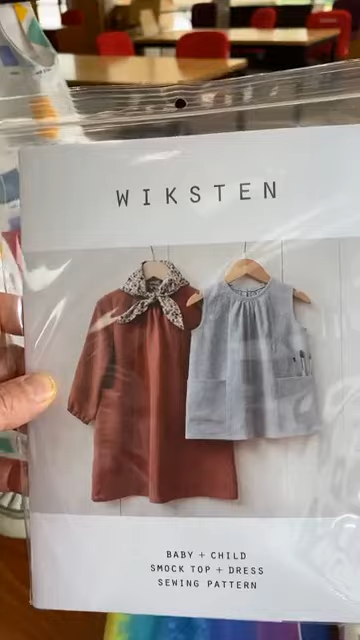 WIKSTEN
BABY + CHILD
SMOCK TOP + DRESS
SEWING PATTERN